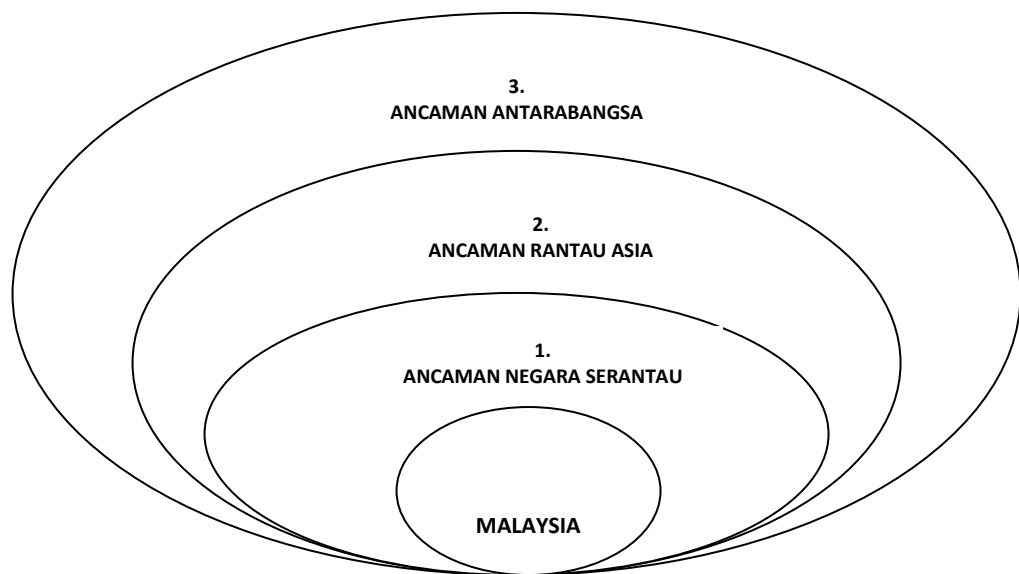 3.
ANCAMAN ANTARABANGSA
2.
ANCAMAN RANTAU ASIA
1.
ANCAMAN NEGARA SERANTAU
MALAYSIA